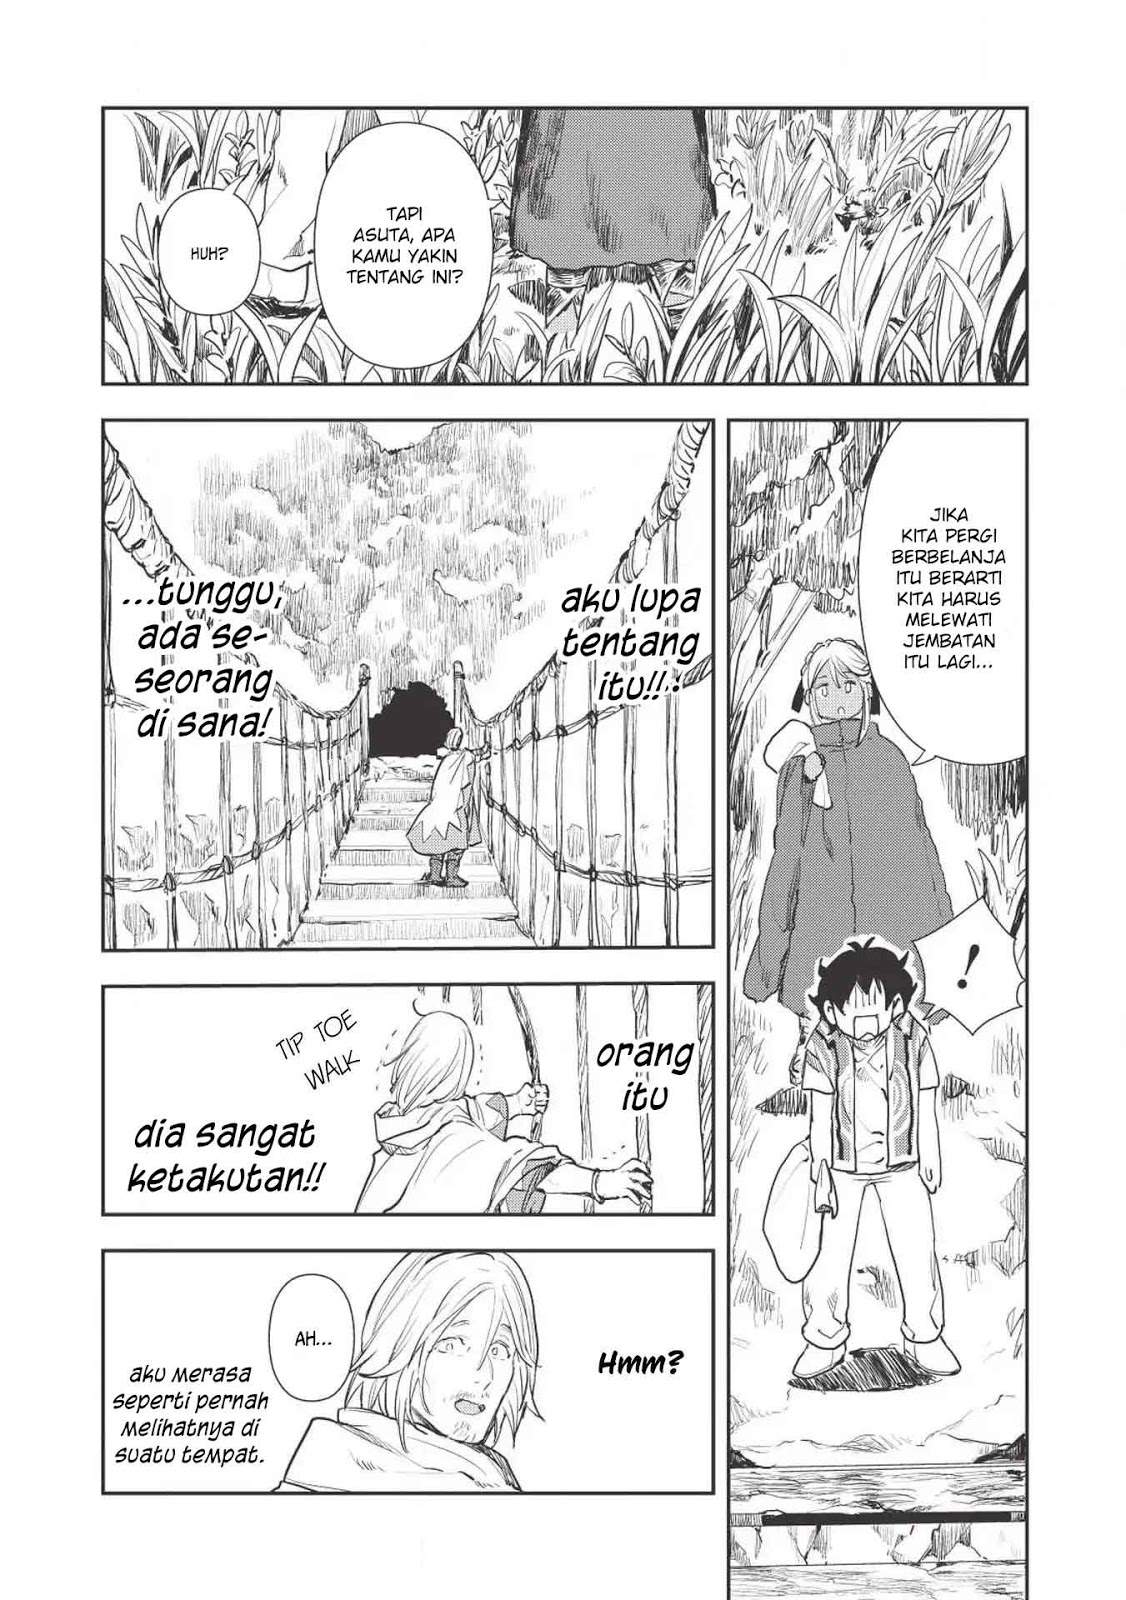 TAPI
ASUTA, APA
KAMU YAKIN
TENTANG INI?
HUH?
JIKA
KITA PERGI
BERBELANJA
ITU BERARTI
KITA HARUS
MELEWATI
JEMBATAN
ITU LAGI...
!
aku lupa
tentang
itu!!
...tunggu,
ada se-
seorang
di sana!
orang
itu
TIP TOE
WALK
dia sangat
ketakutan!!
Hmm?
AH...
aku merasa
seperti pernah
melihatnya di
suatu tempat.